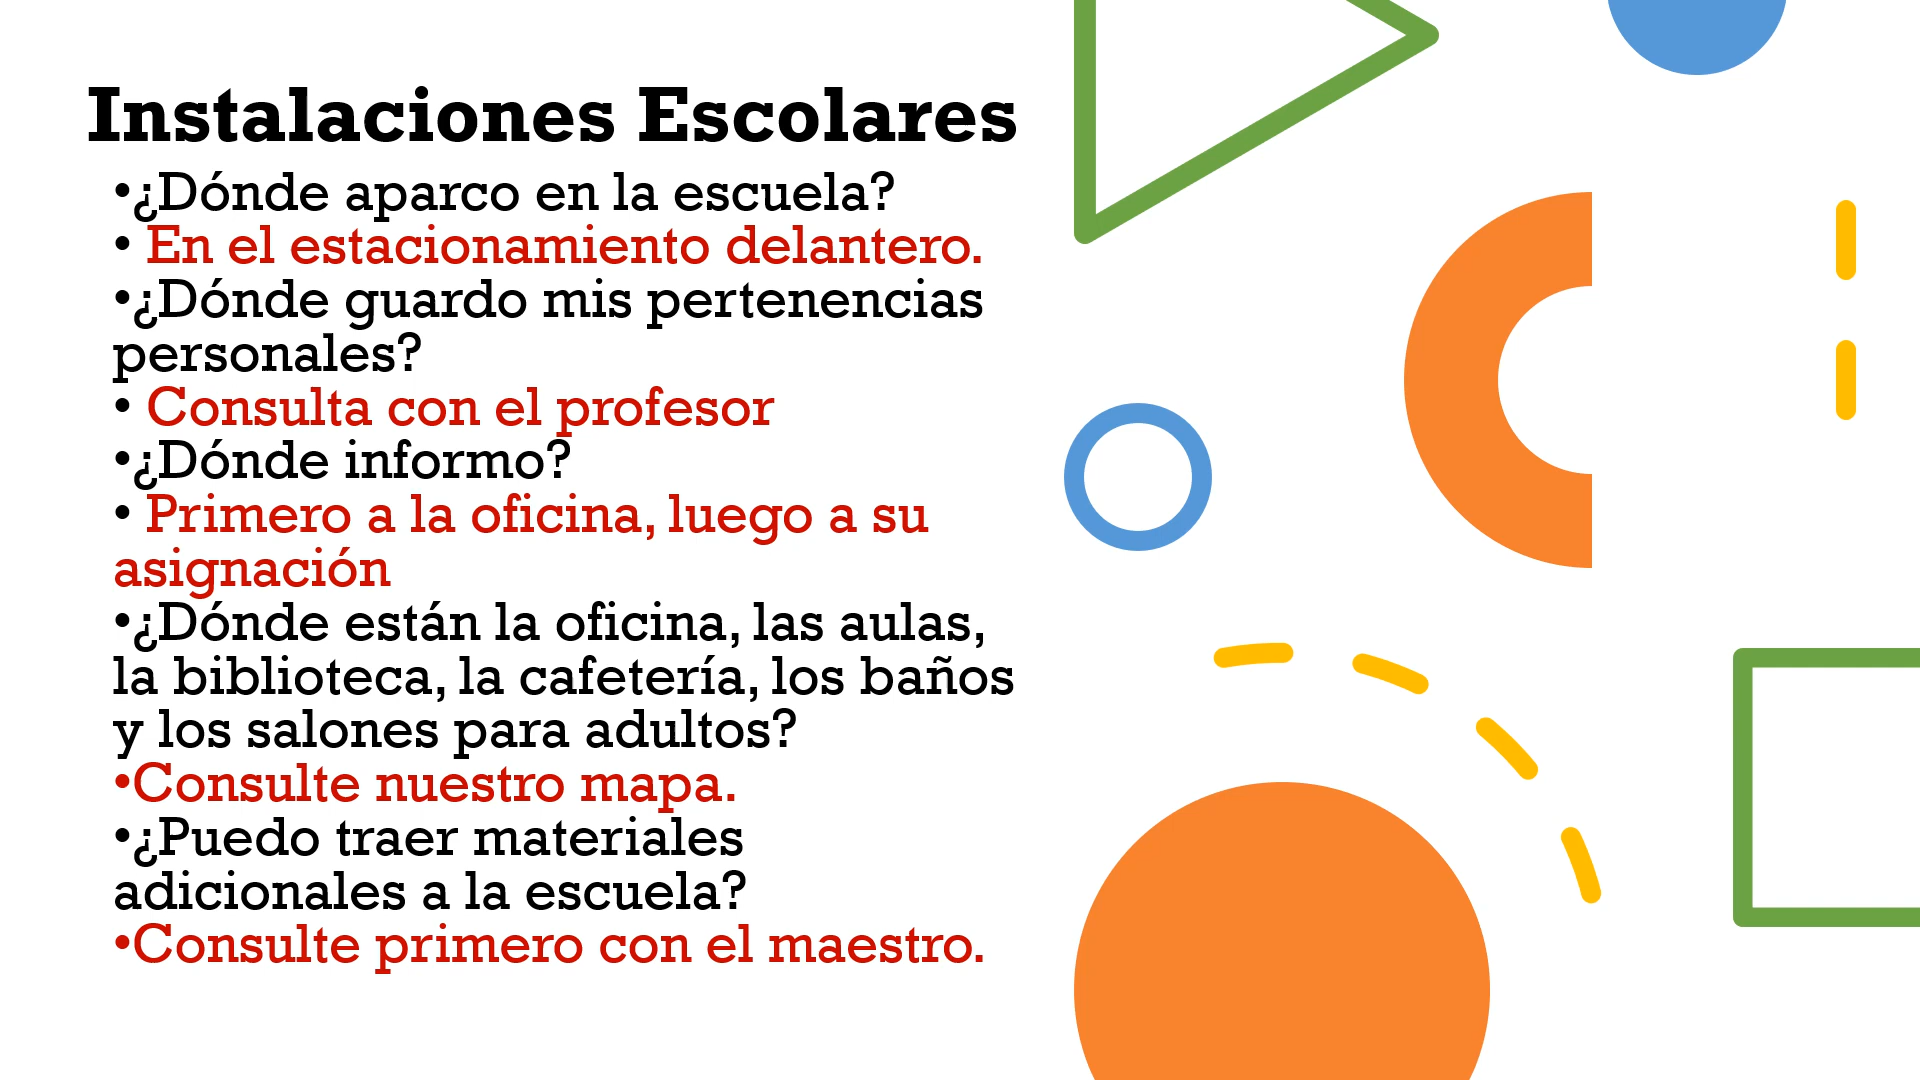 Instalaciones Escolares
•¿Dónde aparco en la escuela?
• En el estacionamiento delantero.
•¿Dónde guardo mis pertenencias
personales?
• Consulta con el profesor
•¿Dónde informo?
• Primero a la oficina, luego a su
asignación
•¿Dónde están la oficina, las aulas,
la biblioteca, la cafetería, los baños
y los salones para adultos?
•Consulte nuestro mapa.
•¿Puedo traer materiales
adicionales a la escuela?
•Consulte primero con el maestro.